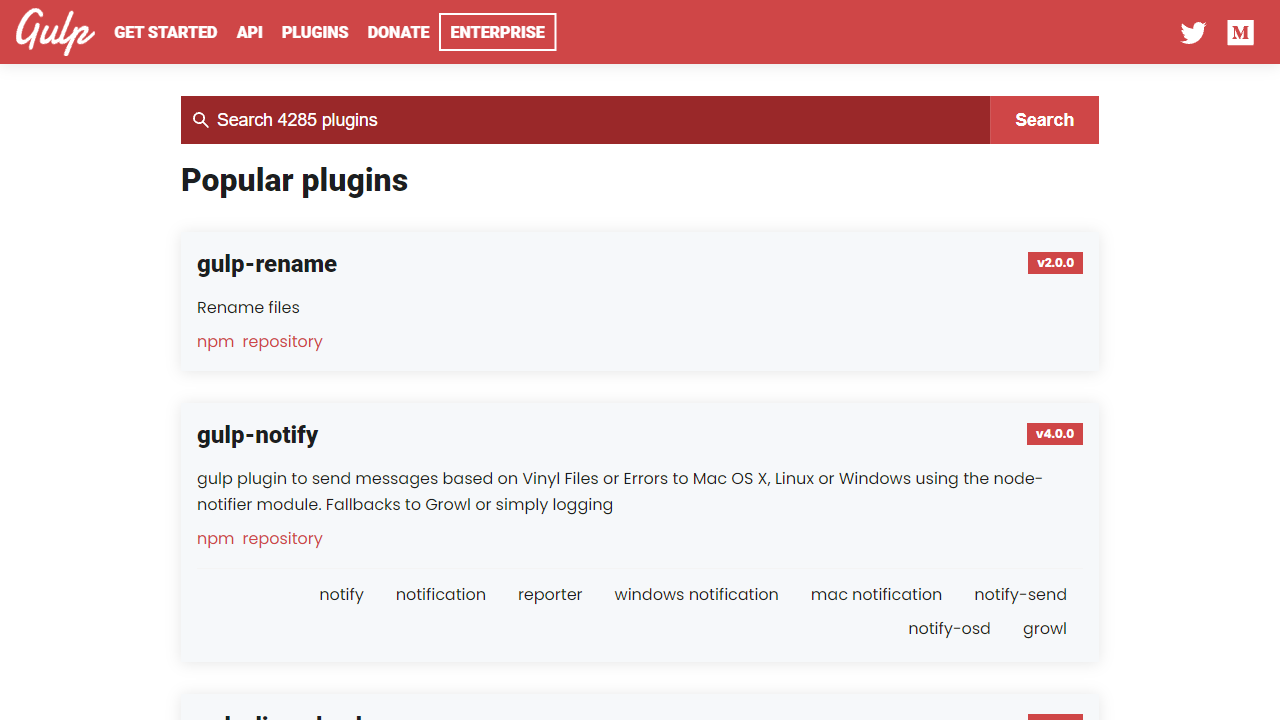 Gulp GET STARTED API PLUGINS DONATE ENTERPRISE
Search 4285 plugins Search
Popular plugins
gulp-rename v2.0.0
Rename files
npm repository
gulp-notify v4.0.0
gulp plugin to send messages based on Vinyl Files or Errors to Mac OS X, Linux or Windows using the node-
notifier module. Fallbacks to Growl or simply logging
npm repository
notify notification reporter windows notification mac notification notify-send
notify-osd growl